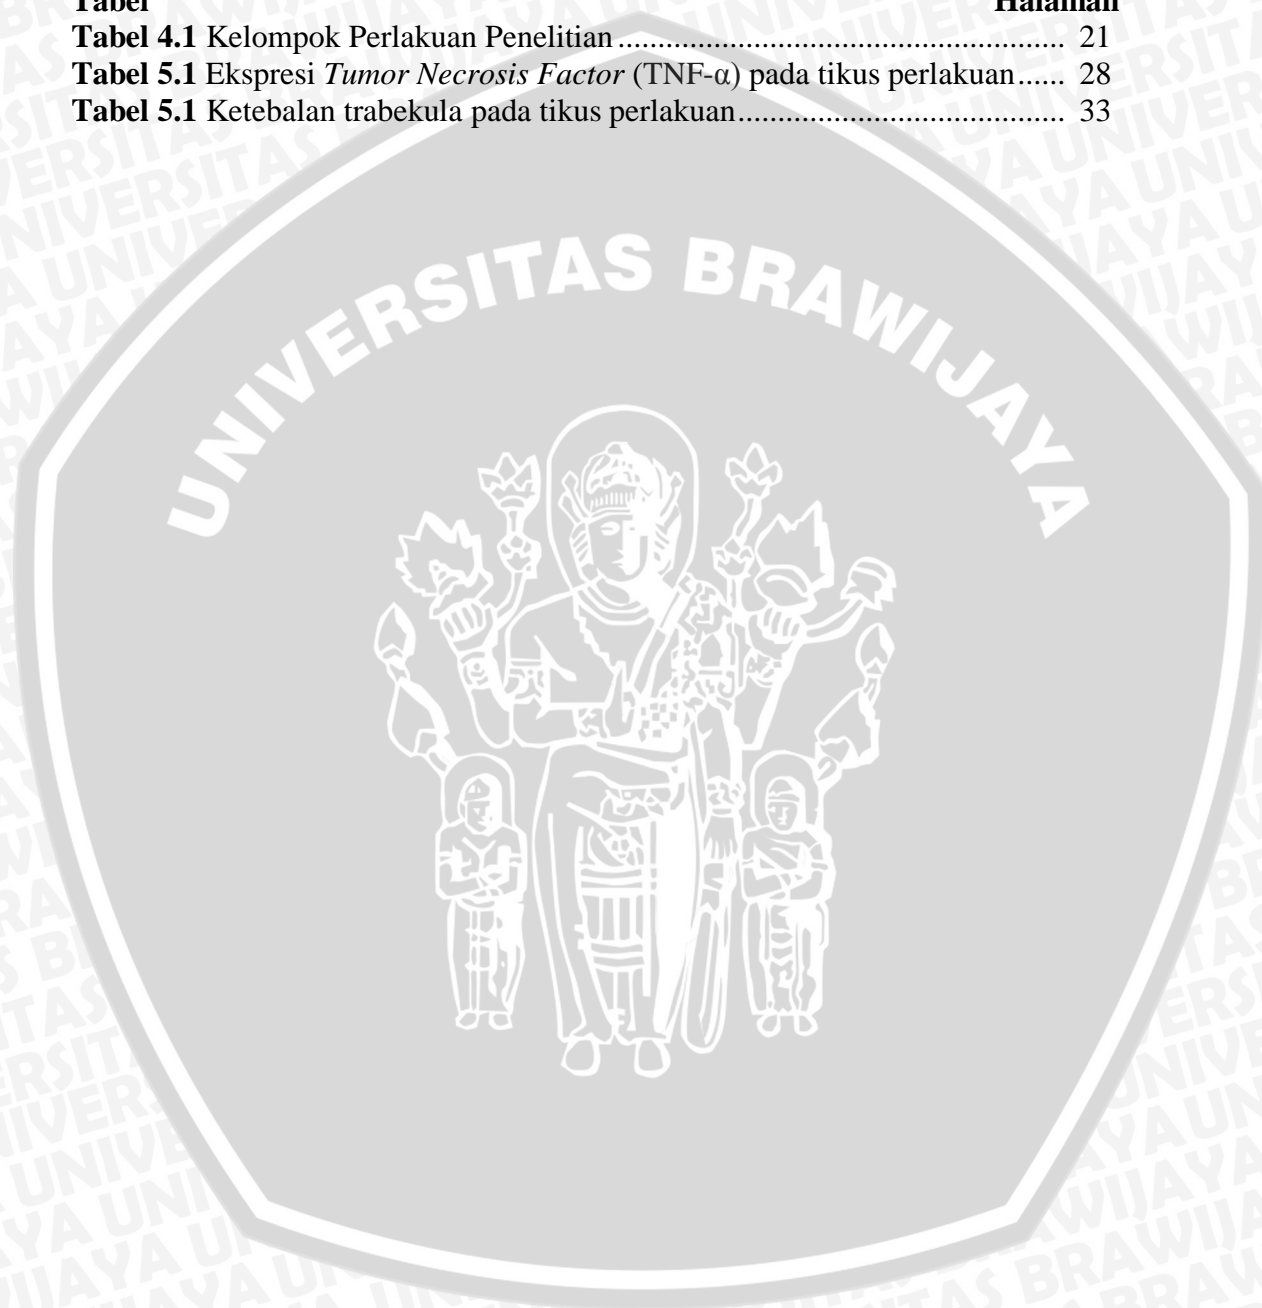 Tabel Halaman
Tabel 4.1 Kelompok Perlakuan Penelitian ........................................................ 21
Tabel 5.1 Ekspresi Tumor Necrosis Factor (TNF-α) pada tikus perlakuan ...... 28
Tabel 5.1 Ketebalan trabekula pada tikus perlakuan ......................................... 33
UNIVERSITAS BRAWIJAYA